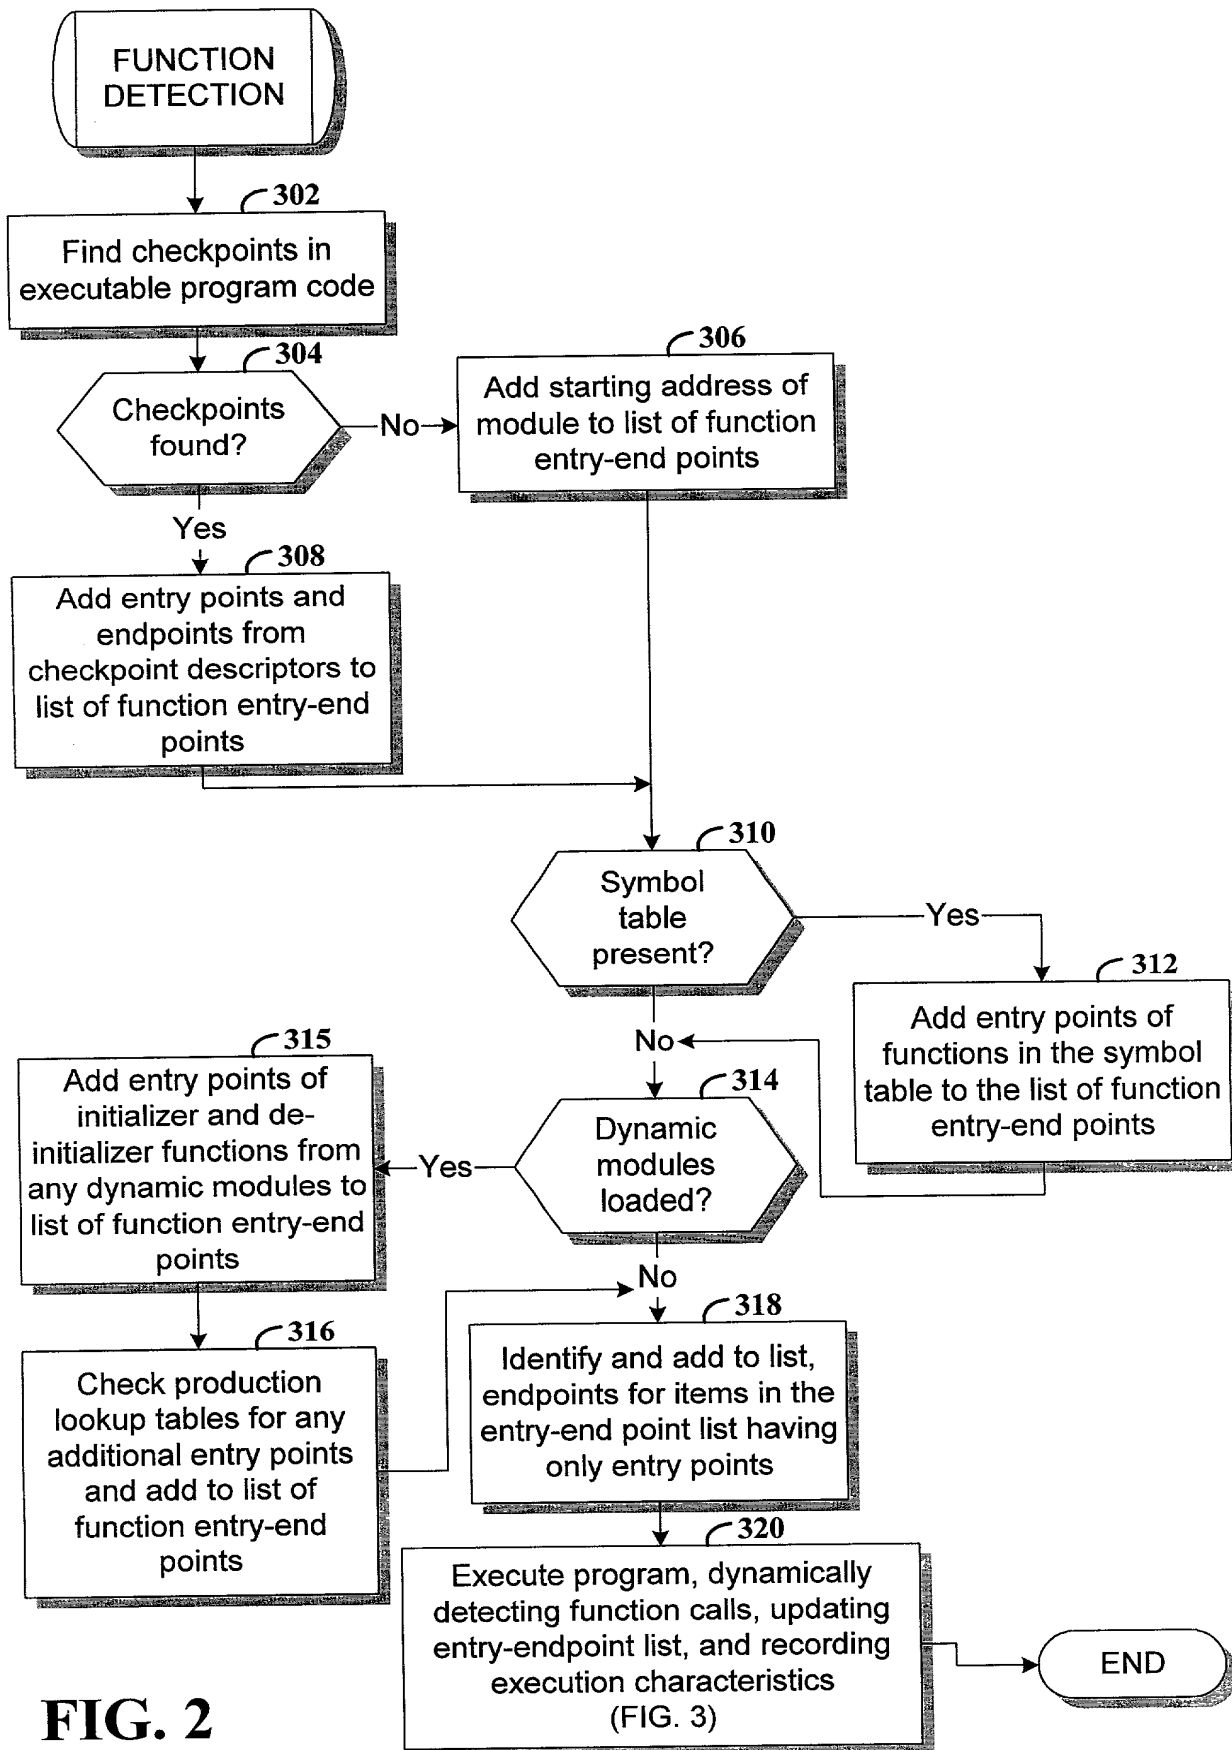 FUNCTION
DETECTION
302
Find checkpoints in
executable program code
304
Checkpoints
found?
No
306
Add starting address of
module to list of function
entry-end points
Yes
308
Add entry points and
endpoints from
checkpoint descriptors to
list of function entry-end
points
310
Symbol
table
present?
Yes
312
Add entry points of
functions in the symbol
table to the list of function
entry-end points
No
314
Dynamic
modules
loaded?
Yes
315
Add entry points of
initializer and de-
initializer functions from
any dynamic modules to
list of function entry-end
points
316
Check production
lookup tables for any
additional entry points
and add to list of
function entry-end
points
No
318
Identify and add to list,
endpoints for items in the
entry-end point list having
only entry points
320
Execute program, dynamically
detecting function calls, updating
entry-endpoint list, and recording
execution characteristics
(FIG. 3)
END
FIG. 2